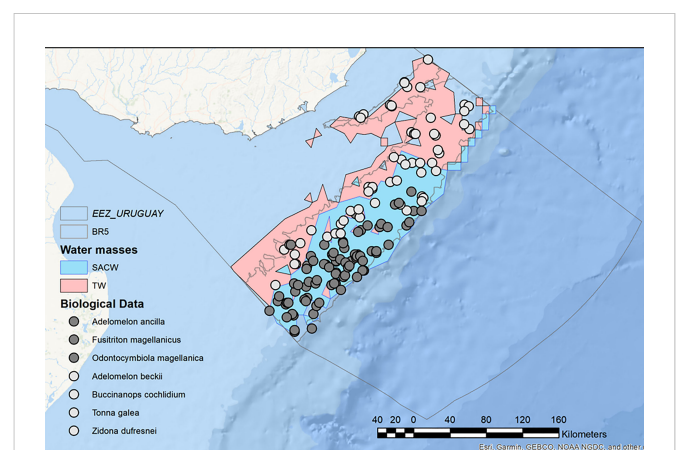 EEZ_URUGUAY
BR5
Water masses
SACW
TW
Biological Data
Adelomelon ancilla
Fusitriton magellanicus
Odontocymbiola magellanica
Adelomelon beckii
Buccinanops cochlidium
Tonna galea
Zidona dufresnei
40 20 0 40 80 120 160
Kilometers
Esri, Garmin, GEBCO, NOAA NGDC, and other